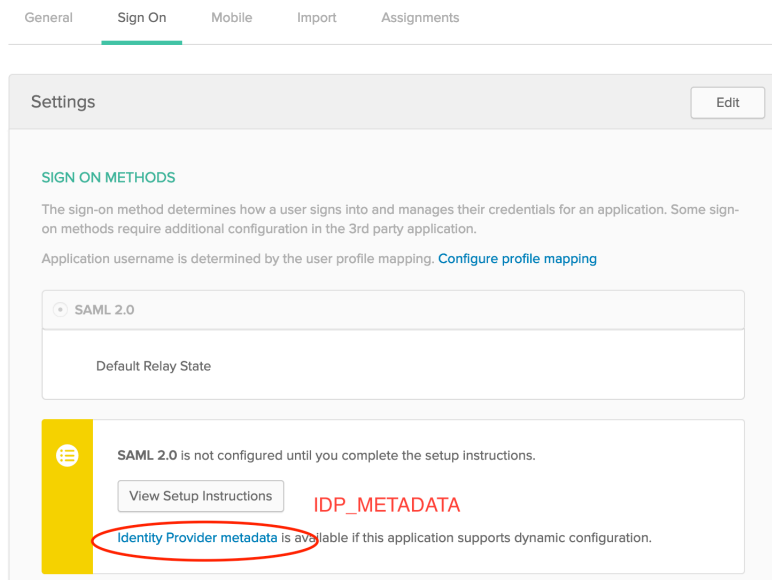 General Sign On Mobile Import Assignments
Settings Edit
SIGN ON METHODS
The sign-on method determines how a user signs into and manages their credentials for an application. Some sign-
on methods require additional configuration in the 3rd party application.
Application username is determined by the user profile mapping. Configure profile mapping
SAML 2.0
Default Relay State
SAML 2.0 is not configured until you complete the setup instructions.
View Setup Instructions IDP_METADATA
Identity Provider metadata is available if this application supports dynamic configuration.